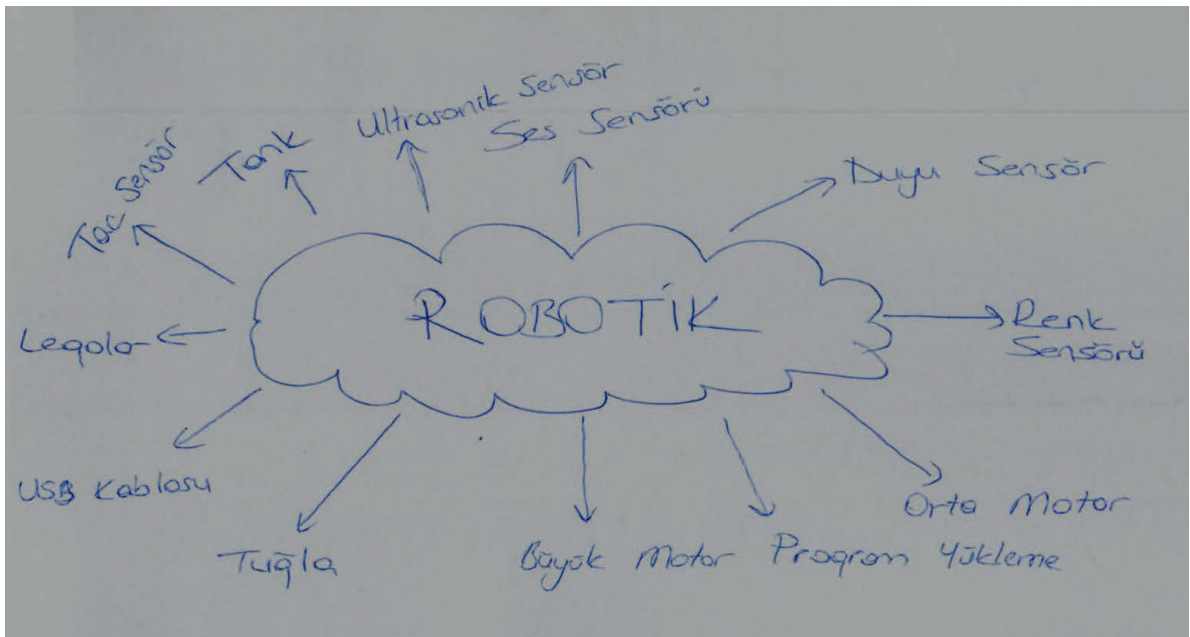 Ultrasonik Sensör
Ses Sensörü
Tank
Tac Sensör
Duyu Sensör
ROBOTİK
Renk
Sensörü
Legolar
USB Kablosu
Orta Motor
Tuğla
Büyük Motor
Program Yükleme